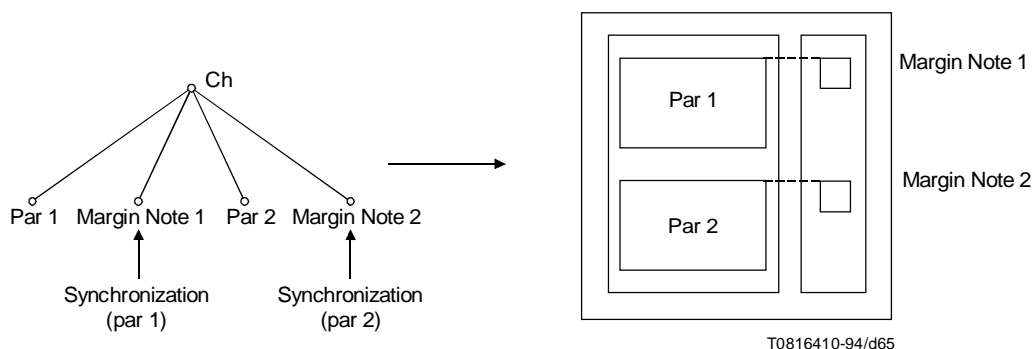 Ch
Par 1 Margin Note 1 Par 2 Margin Note 2
Synchronization
(par 1)
Synchronization
(par 2)
Par 1
Par 2
Margin Note 1
Margin Note 2
T0816410-94/d65